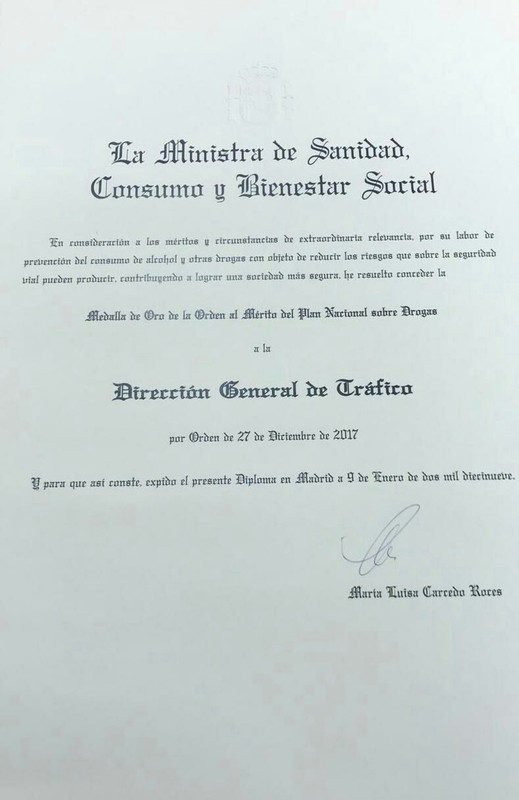 La Ministra de Sanidad,
Consumo y Bienestar Social
En consideración a los méritos y circunstancias de extraordinaria relevancia, por su labor de
prevención del consumo de alcohol y otras drogas con objeto de reducir los riesgos que sobre la seguridad
vial pueden producir, contribuyendo a lograr una sociedad más segura, he resuelto conceder la
Medalla de Oro de la Orden al Mérito del Plan Nacional sobre Drogas
a la
Dirección General de Tráfico
por Orden de 27 de Diciembre de 2017
Y para que así conste, expido el presente Diploma en Madrid a 9 de Enero de dos mil diecinueve.
María Luisa Carcedo Roces